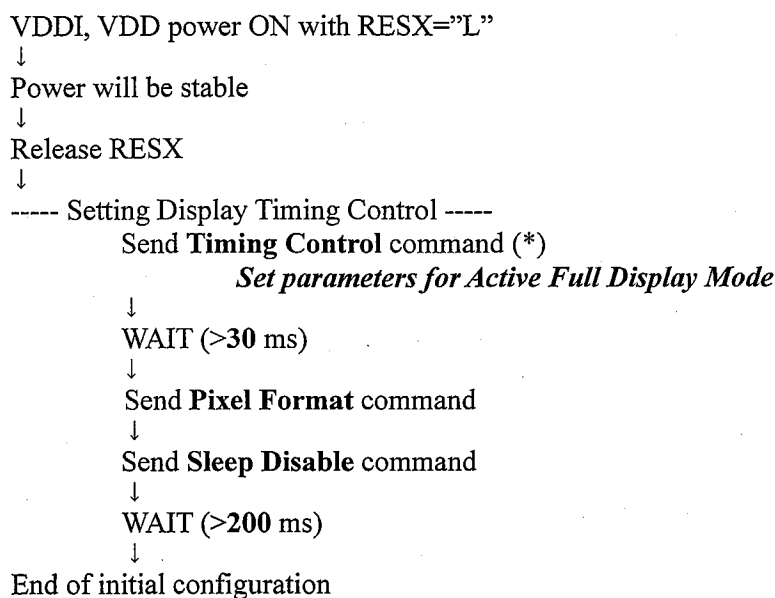 VDDI, VDD power ON with RESX=”L”
↓
Power will be stable
↓
Release RESX
↓
----- Setting Display Timing Control -----
Send Timing Control command (*)
Set parameters for Active Full Display Mode
↓
WAIT (>30 ms)
↓
Send Pixel Format command
↓
Send Sleep Disable command
↓
WAIT (>200 ms)
↓
End of initial configuration